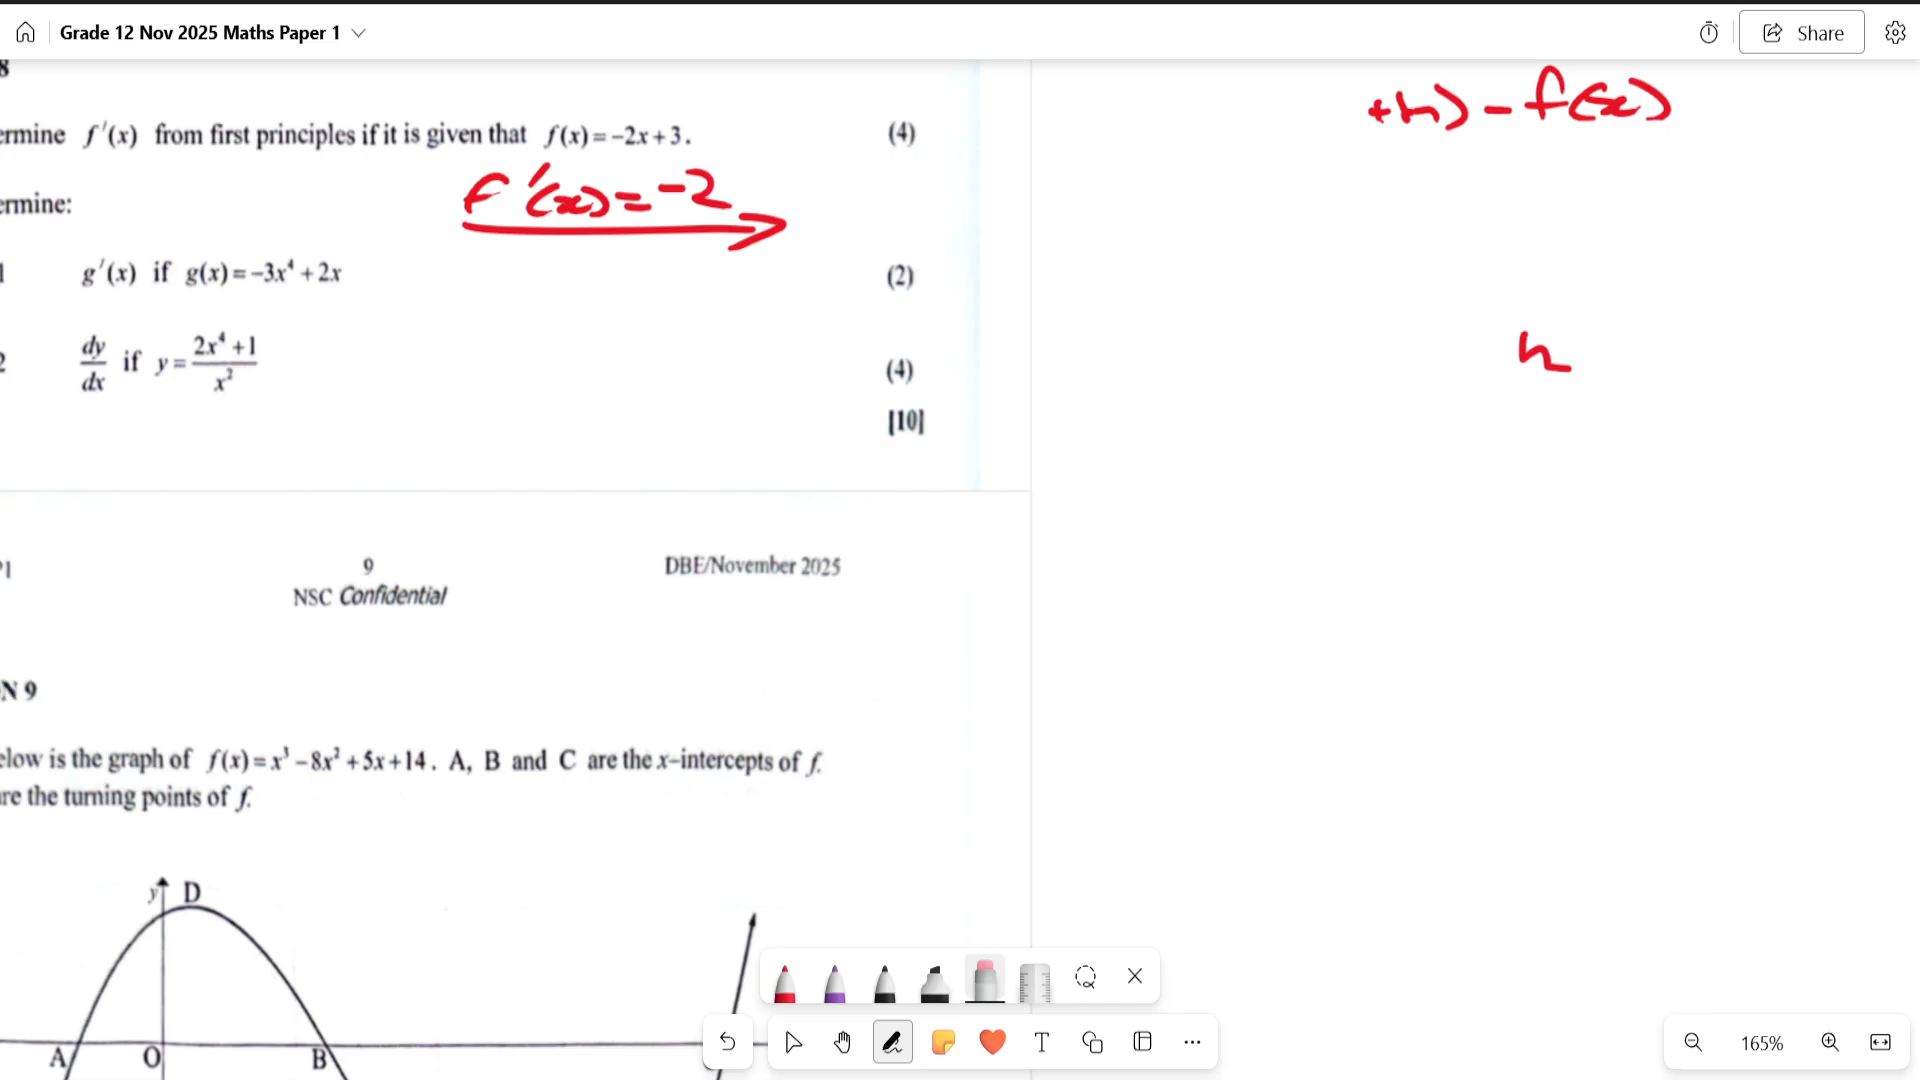 Grade 12 Nov 2025 Maths Paper 1
Share
8
+h) - f(x)
ermine f′(x) from first principles if it is given that f(x) = −2x + 3. (4)
f′(x) = -2
ermine:
1 g′(x) if g(x) = −3x⁴ + 2x (2)
h
2 dy/dx if y = (2x⁴ + 1)/x² (4)
[10]
P1 9 DBE/November 2025
NSC Confidential
N 9
elow is the graph of f(x) = x³ − 8x² + 5x + 14. A, B and C are the x-intercepts of f.
re the turning points of f.
y D
A O B
T
165%